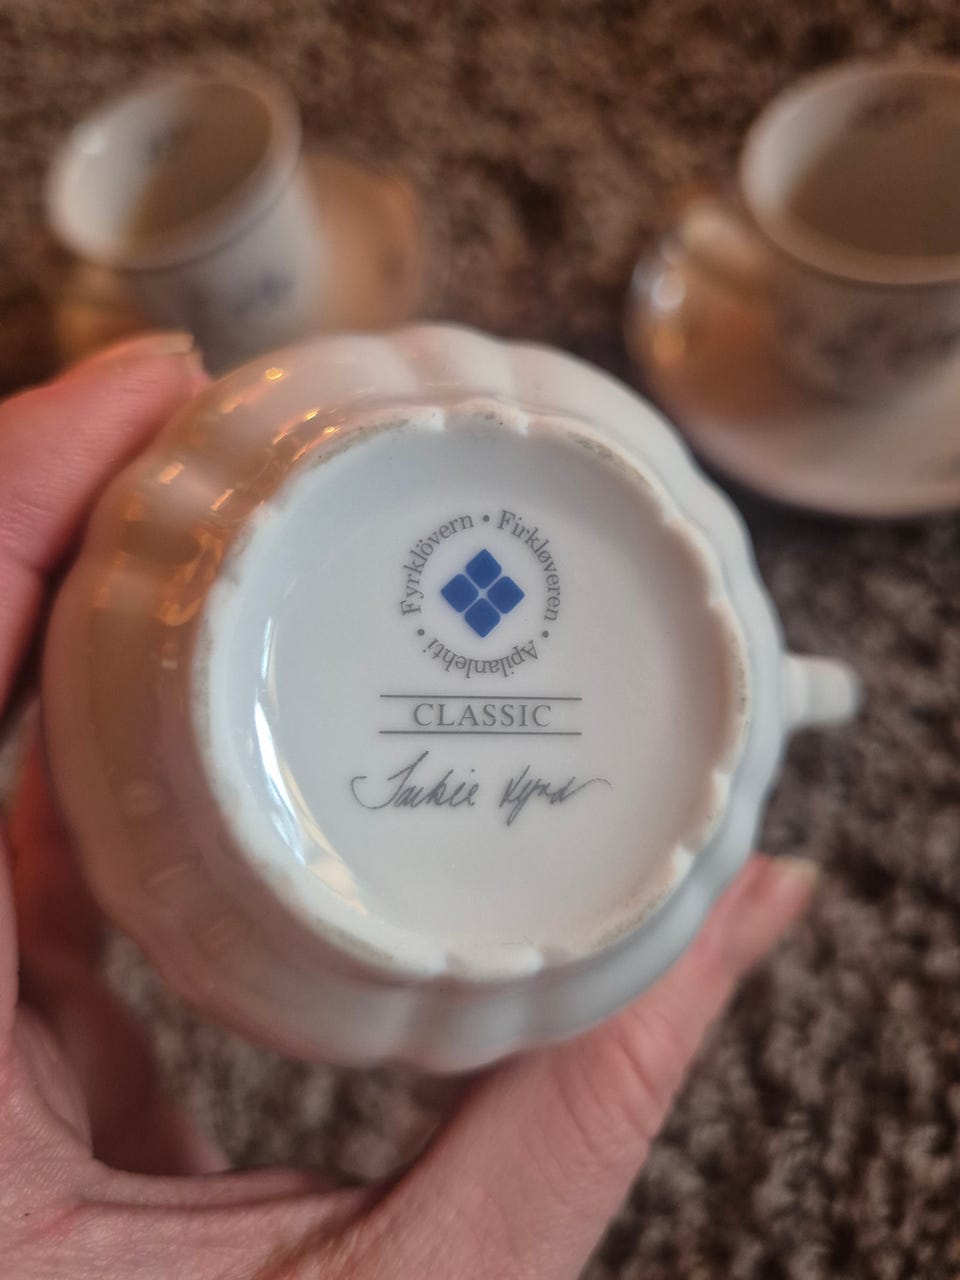 Fyrklövern • Firkløveren • Apilanlehti •
CLASSIC
Jackie Lynd